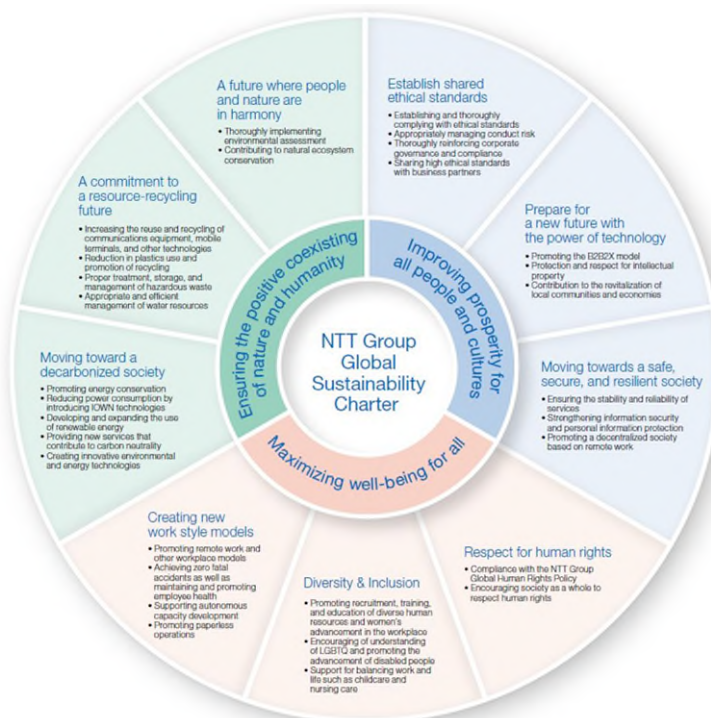 NTT Group
Global
Sustainability
Charter
Ensuring the positive coexisting
of nature and humanity
Improving prosperity for
all people and cultures
Maximizing well-being for all
A future where people
and nature are
in harmony
• Thoroughly implementing
environmental assessment
• Contributing to natural ecosystem
conservation
Establish shared
ethical standards
• Establishing and thoroughly
complying with ethical standards
• Appropriately managing conduct risk
• Thoroughly reinforcing corporate
governance and compliance
• Sharing high ethical standards
with business partners
A commitment to
a resource-recycling
future
• Increasing the reuse and recycling of
communications equipment, mobile
terminals, and other technologies
• Reduction in plastics use and
promotion of recycling
• Proper treatment, storage, and
management of hazardous waste
• Appropriate and efficient
management of water resources
Prepare for
a new future with
the power of technology
• Promoting the B2B2X model
• Protection and respect for intellectual
property
• Contribution to the revitalization of
local communities and economies
Moving toward a
decarbonized society
• Promoting energy conservation
• Reducing power consumption by
introducing IOWN technologies
• Developing and expanding the use
of renewable energy
• Providing new services that
contribute to carbon neutrality
• Creating innovative environmental
and energy technologies
Moving towards a safe,
secure, and resilient society
• Ensuring the stability and reliability of
services
• Strengthening information security
and personal information protection
• Promoting a decentralized society
based on remote work
Creating new
work style models
• Promoting remote work and
other workplace models
• Achieving zero fatal
accidents as well as
maintaining and promoting
employee health
• Supporting autonomous
capacity development
• Promoting paperless
operations
Diversity & Inclusion
• Promoting recruitment, training,
and education of diverse human
resources and women's
advancement in the workplace
• Encouraging of understanding
of LGBTQ and promoting the
advancement of disabled people
• Support for balancing work and
life such as childcare and
nursing care
Respect for human rights
• Compliance with the NTT Group
Global Human Rights Policy
• Encouraging society as a whole to
respect human rights